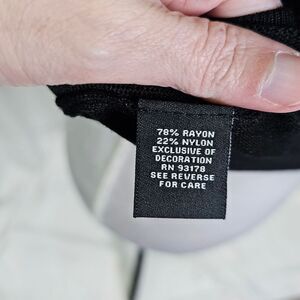 78% RAYON
22% NYLON
EXCLUSIVE OF
DECORATION
RN 93178
SEE REVERSE
FOR CARE